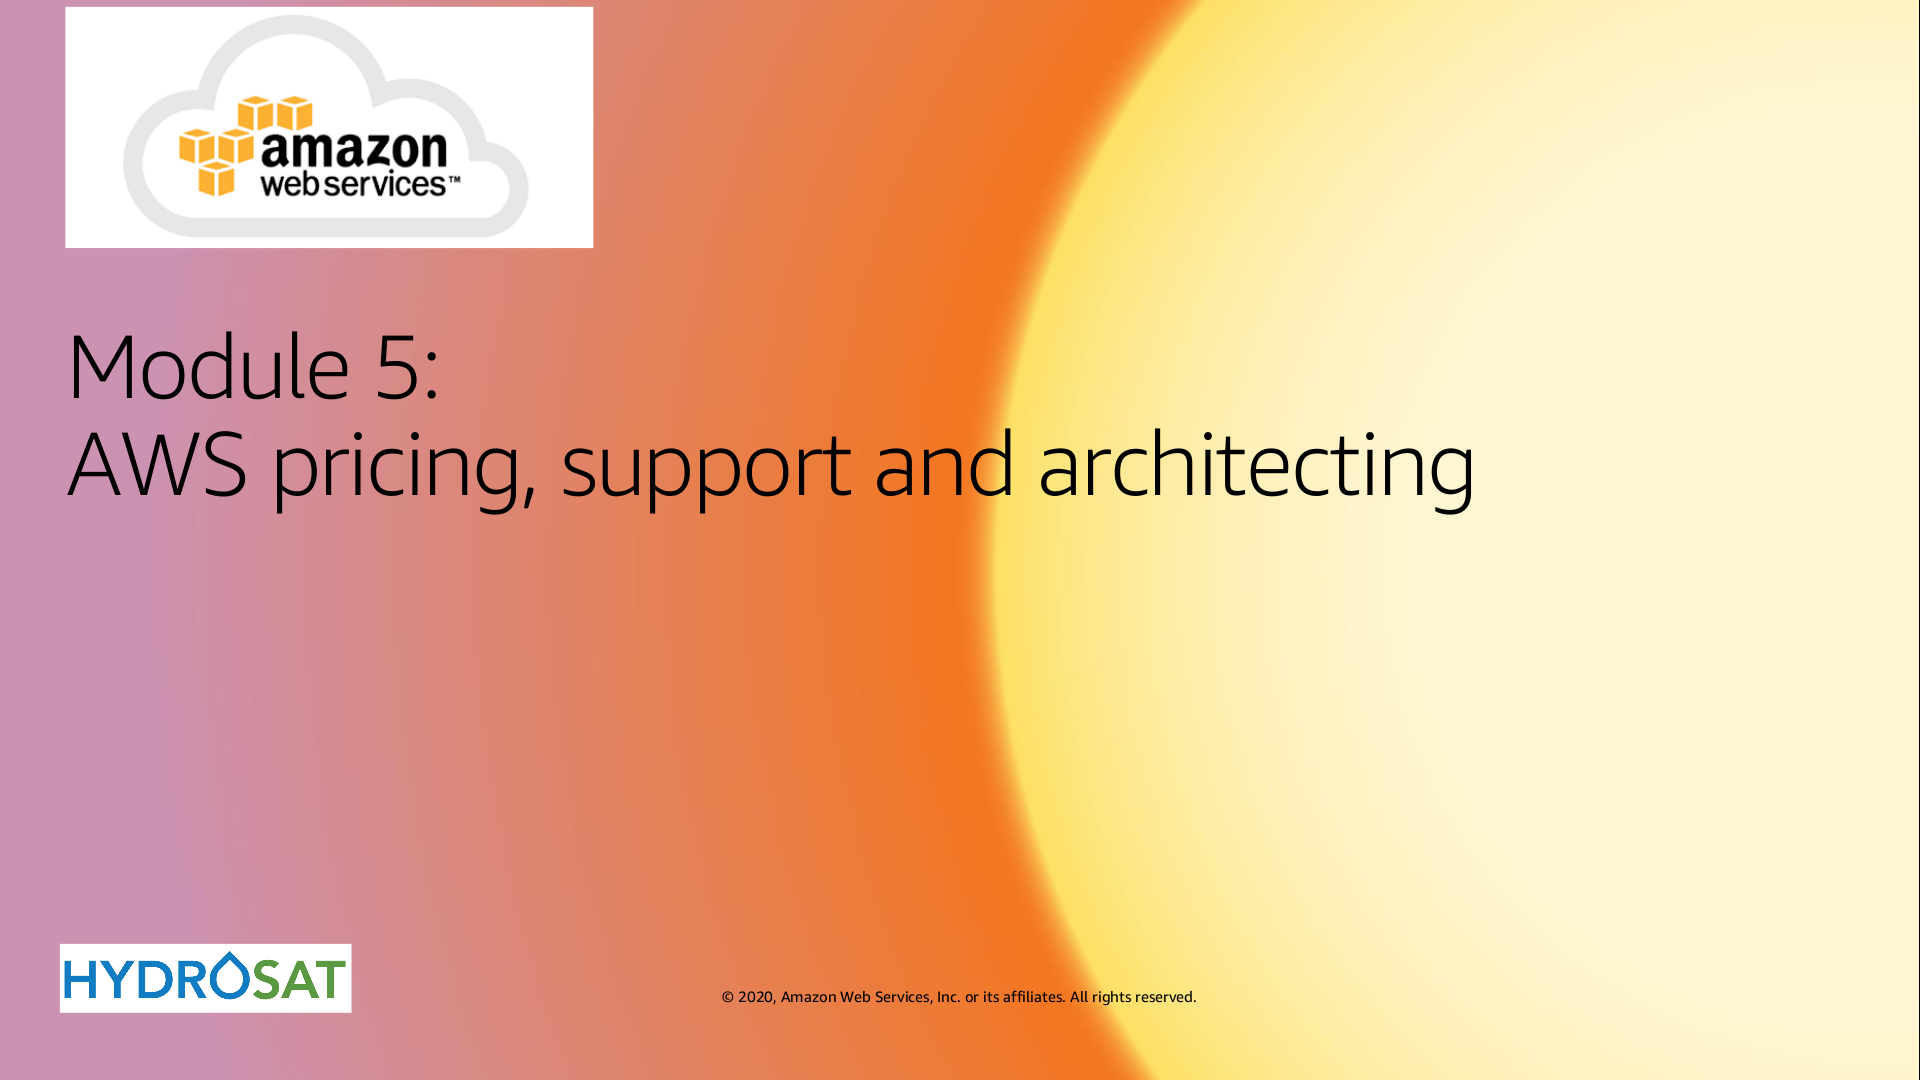 amazon
web services™
Module 5:
AWS pricing, support and architecting
HYDROSAT
© 2020, Amazon Web Services, Inc. or its affiliates. All rights reserved.